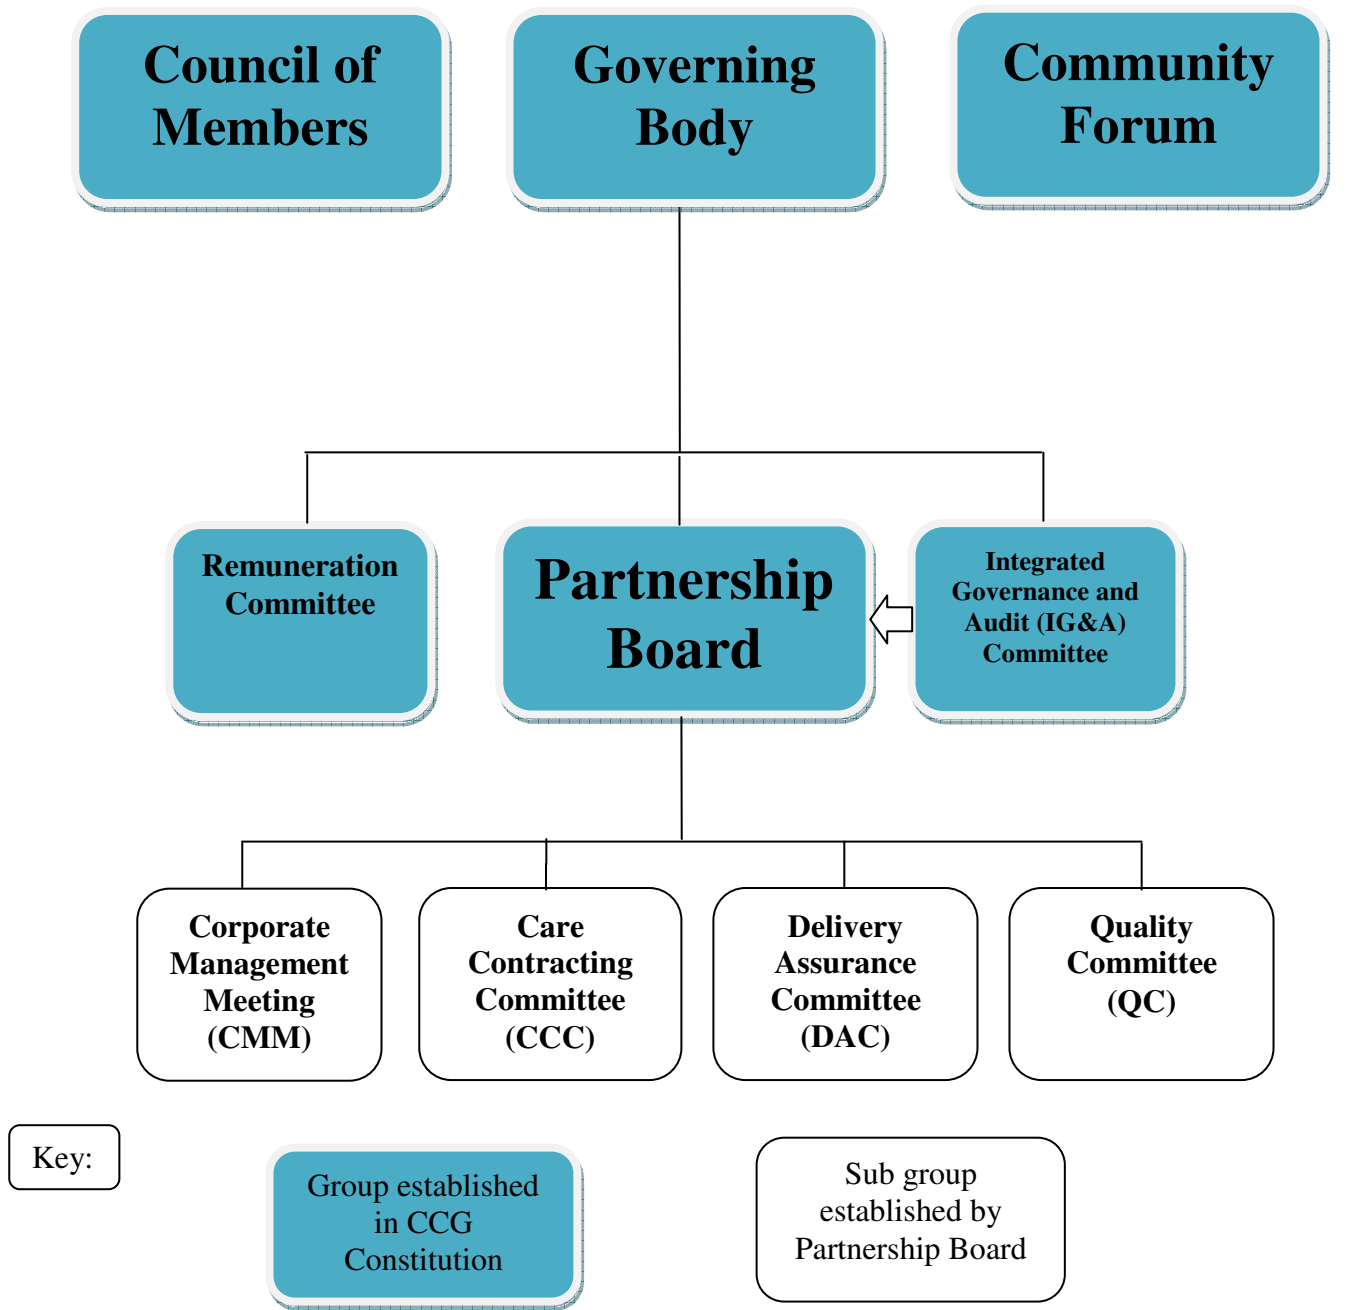 Council of
Members
Governing
Body
Community
Forum
Remuneration
Committee
Partnership
Board
Integrated
Governance and
Audit (IG&A)
Committee
Corporate
Management
Meeting
(CMM)
Care
Contracting
Committee
(CCC)
Delivery
Assurance
Committee
(DAC)
Quality
Committee
(QC)
Key:
Group established
in CCG
Constitution
Sub group
established by
Partnership Board